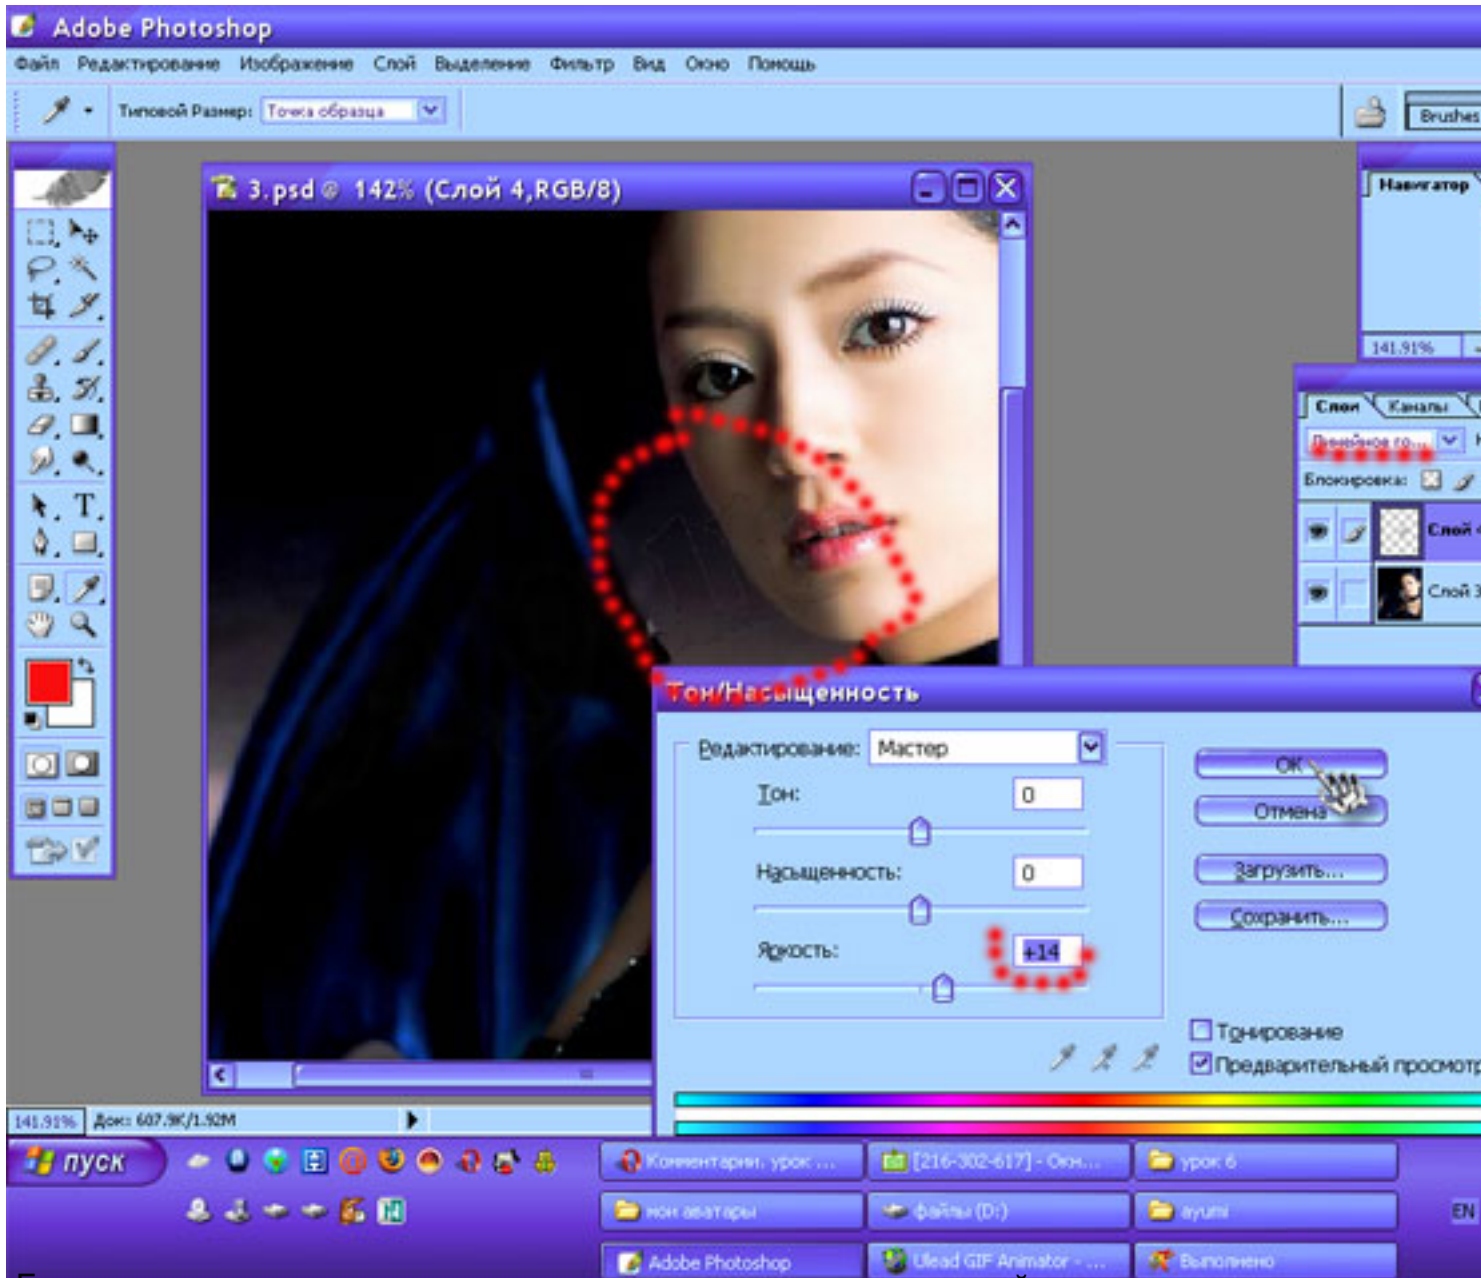 Adobe Photoshop
Файл Редактирование Изображение Слой Выделение Фильтр Вид Окно Помощь
Типовой Размер: Точка образца
Brushes
3.psd @ 142% (Слой 4,RGB/8)
Навигатор
141.91%
Слои Каналы
Линейное го...
Блокировка:
Слой 4
Слой 3
T
Тон/Насыщенность
Редактирование: Мастер
OK
Тон: 0
Отмена
Насыщенность: 0
Загрузить...
Сохранить...
Яркость: +14
Тонирование
Предварительный просмотр
141.91% Док: 607.9K/1.92M
пуск
Комментарии. урок ...
[216-302-617] - Окн...
урок 6
мои аватары
файлы (D:)
ayumi
EN
Adobe Photoshop
Ulead GIF Animator - ...
Выполнено